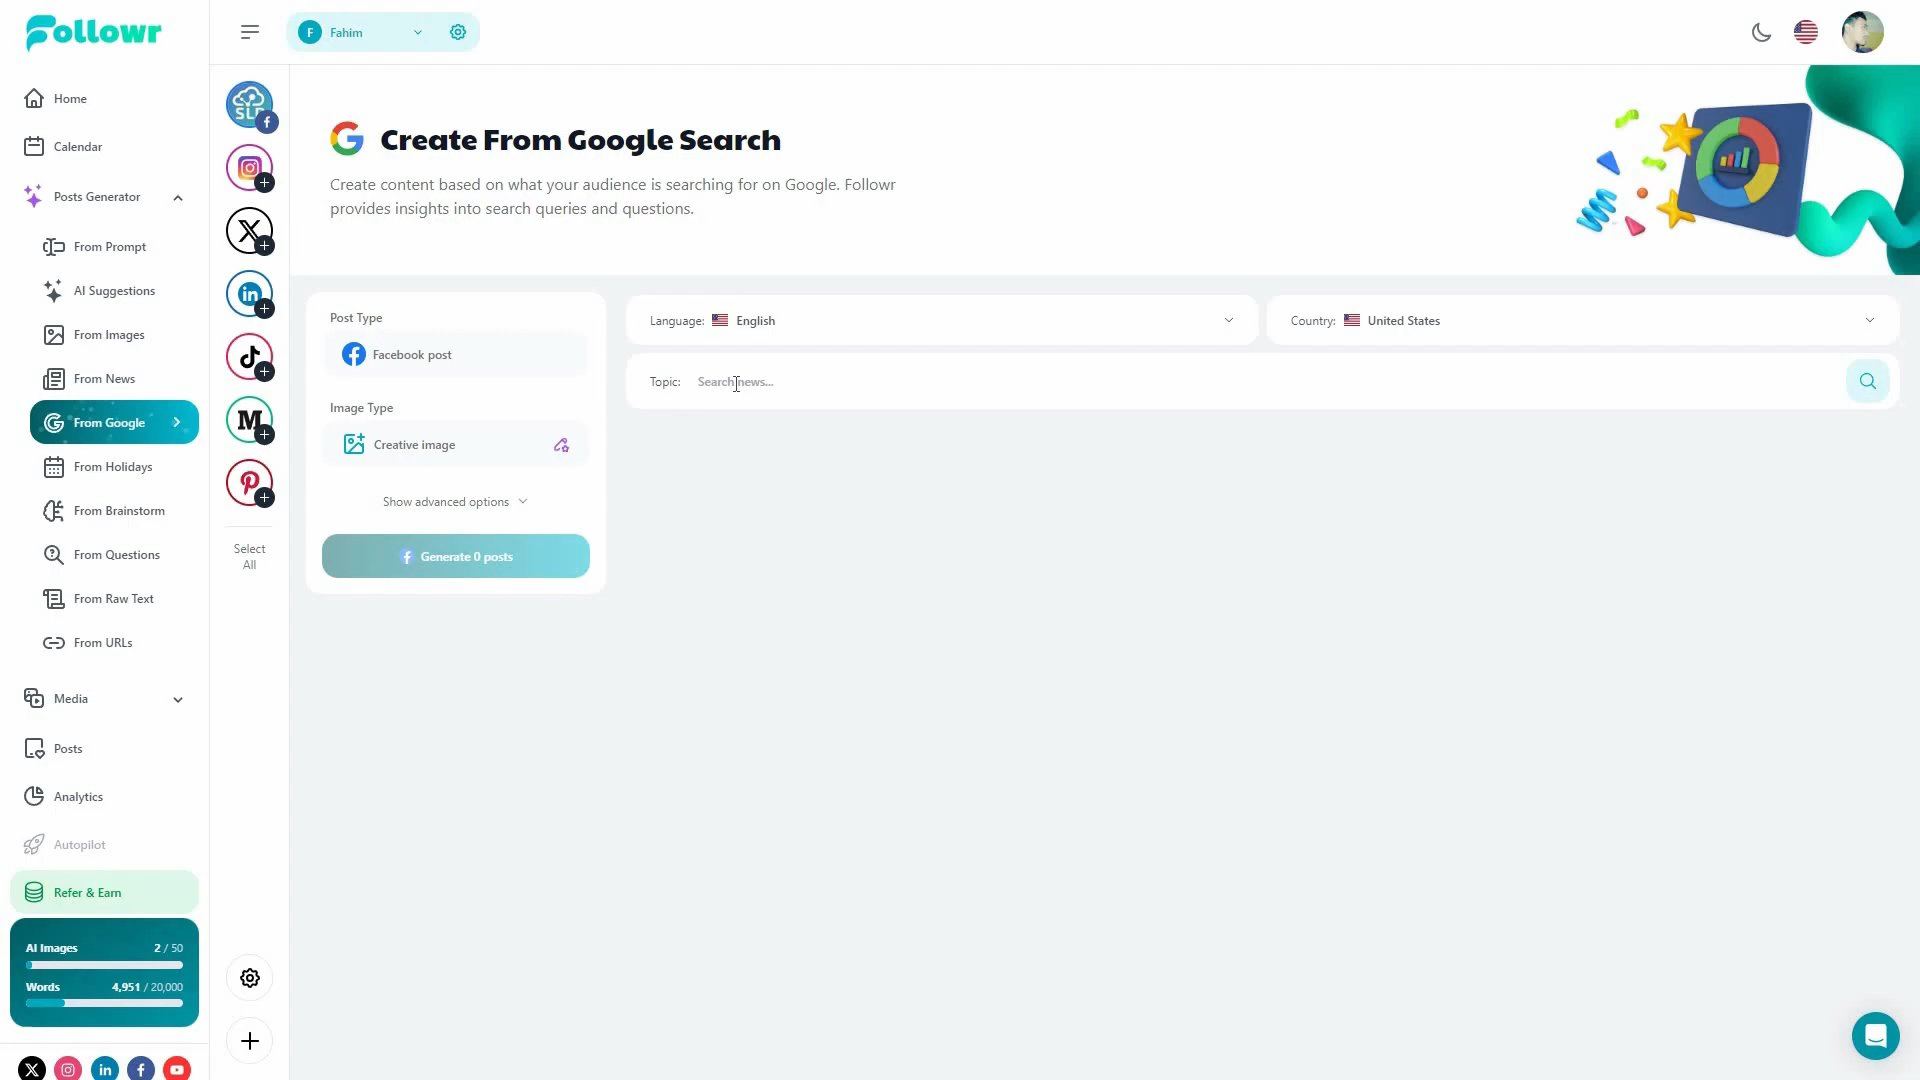 Followr
Home
Calendar
Posts Generator
From Prompt
AI Suggestions
From Images
From News
From Google
From Holidays
From Brainstorm
From Questions
From Raw Text
From URLs
Media
Posts
Analytics
Autopilot
Refer & Earn
AI Images 2 / 50
Words 4,951 / 20,000
F Fahim
SLP
Select
All
Create From Google Search
Create content based on what your audience is searching for on Google. Followr
provides insights into search queries and questions.
Post Type
Facebook post
Image Type
Creative image
Show advanced options
Generate 0 posts
Language: English
Country: United States
Topic: Search news...